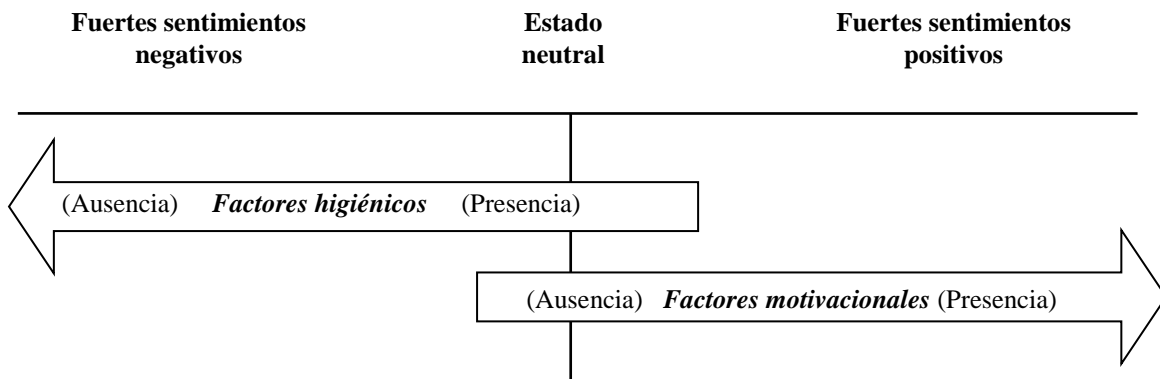 Fuertes sentimientos negativos
Estado neutral
Fuertes sentimientos positivos
(Ausencia) Factores higiénicos (Presencia)
(Ausencia) Factores motivacionales (Presencia)